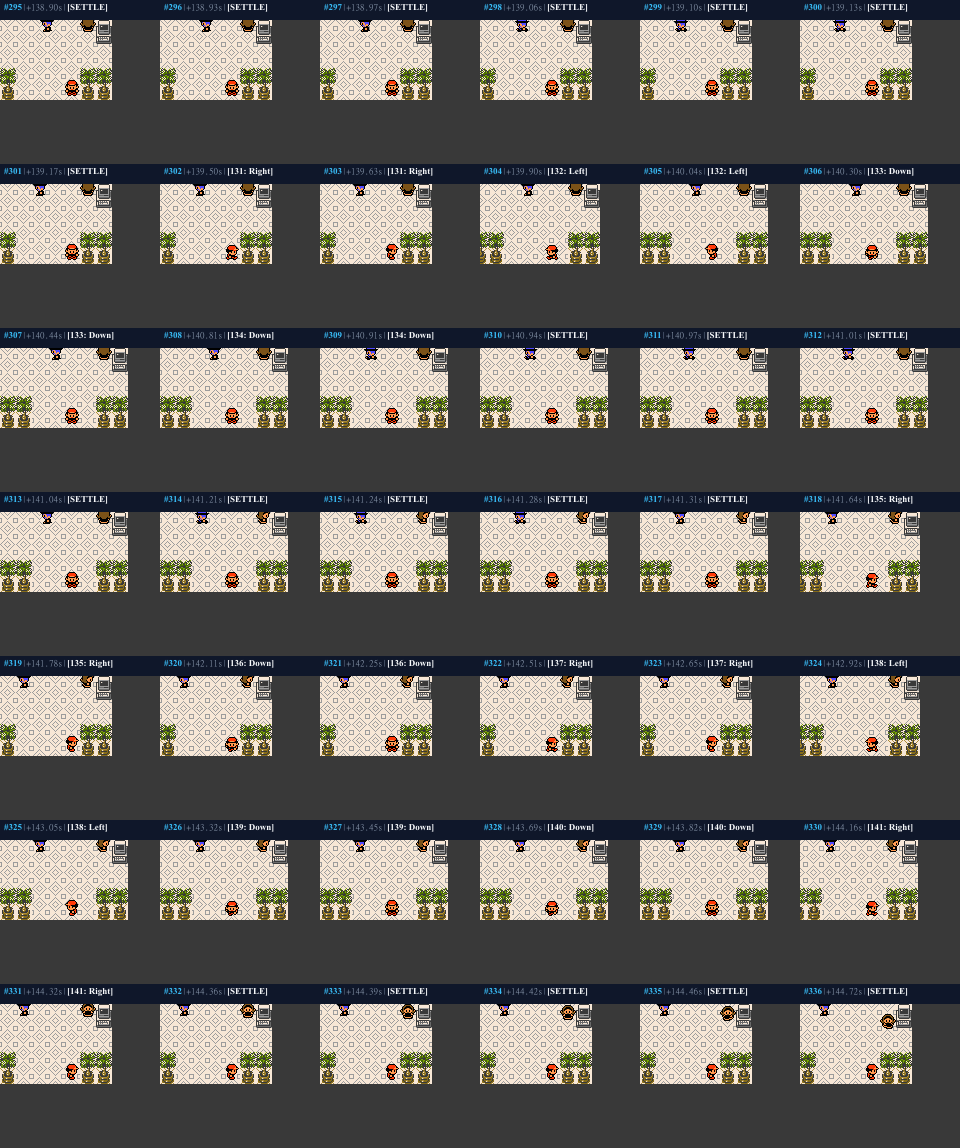 #295 |+138.90s| [SETTLE] #296 |+138.93s| [SETTLE] #297 |+138.97s| [SETTLE] #298 |+139.06s| [SETTLE] #299 |+139.10s| [SETTLE] #300 |+139.13s| [SETTLE]
#301 |+139.17s| [SETTLE] #302 |+139.50s| [131: Right] #303 |+139.63s| [131: Right] #304 |+139.90s| [132: Left] #305 |+140.04s| [132: Left] #306 |+140.30s| [133: Down]
#307 |+140.44s| [133: Down] #308 |+140.81s| [134: Down] #309 |+140.91s| [134: Down] #310 |+140.94s| [SETTLE] #311 |+140.97s| [SETTLE] #312 |+141.01s| [SETTLE]
#313 |+141.04s| [SETTLE] #314 |+141.21s| [SETTLE] #315 |+141.24s| [SETTLE] #316 |+141.28s| [SETTLE] #317 |+141.31s| [SETTLE] #318 |+141.64s| [135: Right]
#319 |+141.78s| [135: Right] #320 |+142.11s| [136: Down] #321 |+142.25s| [136: Down] #322 |+142.51s| [137: Right] #323 |+142.65s| [137: Right] #324 |+142.92s| [138: Left]
#325 |+143.05s| [138: Left] #326 |+143.32s| [139: Down] #327 |+143.45s| [139: Down] #328 |+143.69s| [140: Down] #329 |+143.82s| [140: Down] #330 |+144.16s| [141: Right]
#331 |+144.32s| [141: Right] #332 |+144.36s| [SETTLE] #333 |+144.39s| [SETTLE] #334 |+144.42s| [SETTLE] #335 |+144.46s| [SETTLE] #336 |+144.72s| [SETTLE]